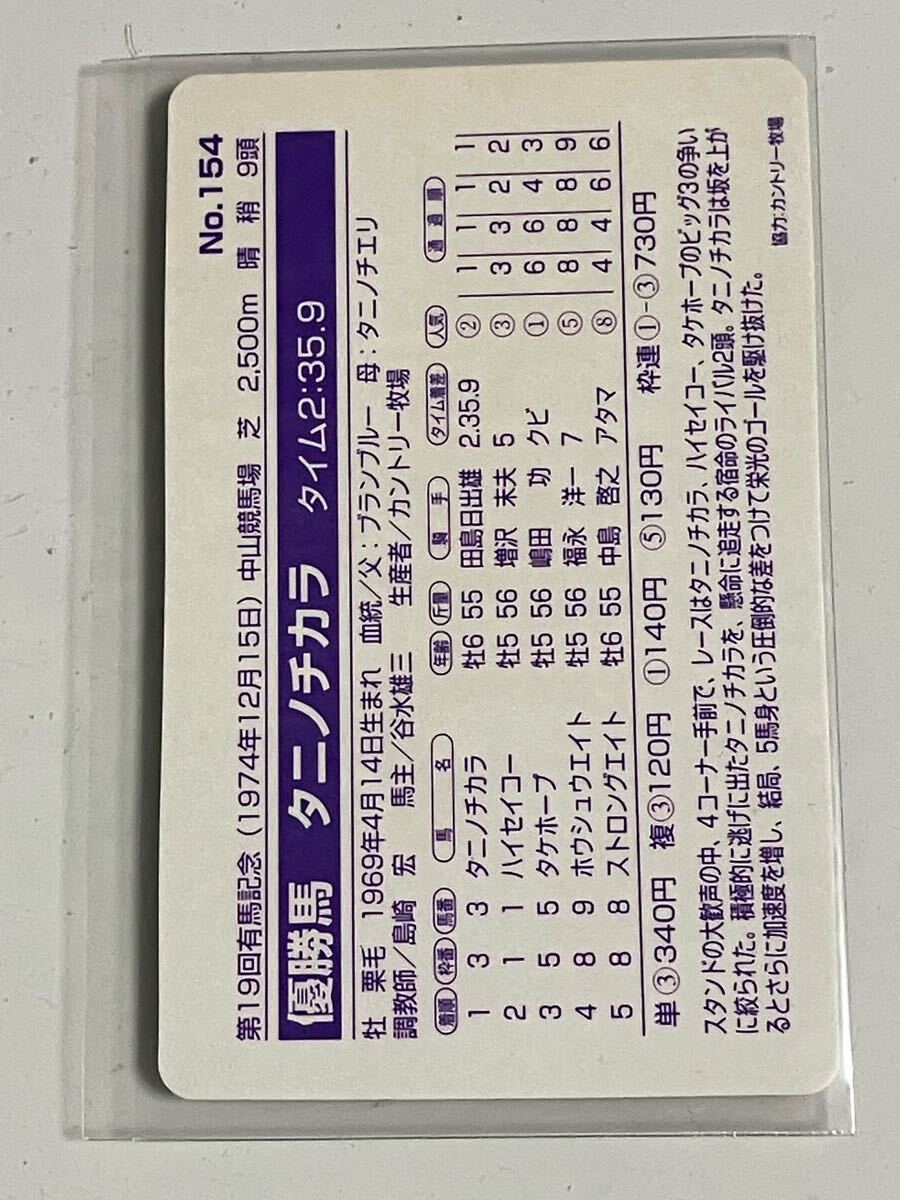 No.154
第19回有馬記念（1974年12月15日）中山競馬場　芝　2,500m　晴　稍　9頭
優勝馬　タニノチカラ　タイム2:35.9
牡　栗毛　1969年4月14日生まれ　血統/父：ブランブルー　母：タニノチエリ
調教師/島崎　宏　馬主/谷水雄三　生産者/カントリー牧場
着順　枠番　馬番　馬名　年齢　斤量　騎手　タイム着差　人気　通過順
1　3　3　タニノチカラ　牡6　55　田島日出雄　2.35.9　②　1　1　1　1
2　1　1　ハイセイコー　牡5　56　増沢　末夫　5　③　3　3　2　2
3　5　5　タケホープ　牡5　56　嶋田　功　クビ　①　6　6　4　3
4　8　9　ホウシュウエイト　牡5　56　福永　洋一　7　⑤　8　8　8　9
5　8　8　ストロングエイト　牡6　55　中島　啓之　アタマ　⑧　4　4　6　6
単③340円　複③120円　①140円　⑤130円　枠連①-③730円
スタンドの大歓声の中、4コーナー手前で、レースはタニノチカラ、ハイセイコー、タケホープのビッグ3の争い
に絞られた。積極的に逃げに出たタニノチカラを、懸命に追走する宿命のライバル2頭。タニノチカラは坂を上が
るとさらに加速度を増し、結局、5馬身という圧倒的な差をつけて栄光のゴールを駆け抜けた。
協力：カントリー牧場